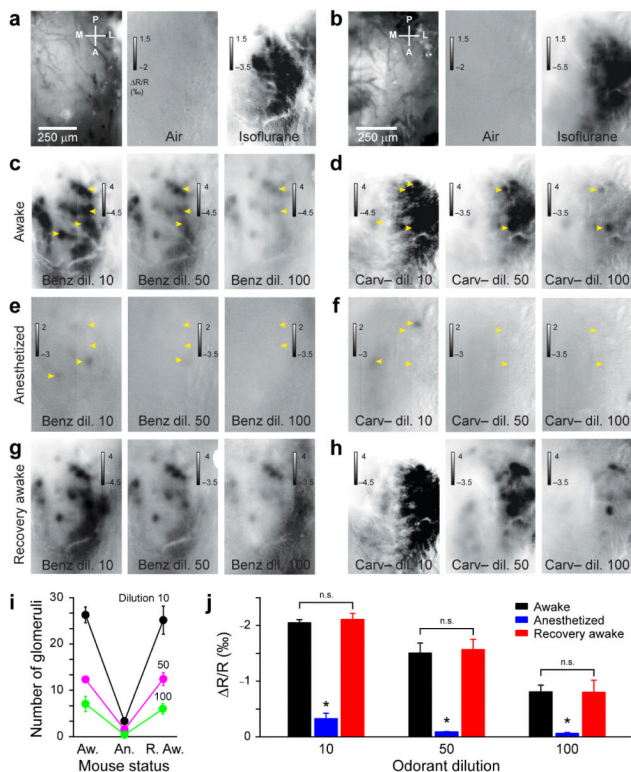 a
P
M L
A
250 μm
1.5
−2
ΔR/R
(‰)
Air
1.5
−3.5
Isoflurane
b
P
M L
A
250 μm
1.5
−5.5
Air
Isoflurane
c
Awake
4
−4.5
Benz dil. 10
4
−4.5
Benz dil. 50
4
−4.5
Benz dil. 100
d
4
−4.5
Carv– dil. 10
4
−4.5
Carv– dil. 50
4
−4.5
Carv– dil. 100
e
Anesthetized
2
−3
Benz dil. 10
2
−3.5
Benz dil. 50
2
−3.5
Benz dil. 100
f
2
−3
Carv– dil. 10
2
−3.5
Carv– dil. 50
2
−3.5
Carv– dil. 100
g
Recovery awake
4
−4.5
Benz dil. 10
4
−3.5
Benz dil. 50
4
−3.5
Benz dil. 100
h
4
−4.5
Carv– dil. 10
4
−3.5
Carv– dil. 50
4
−3.5
Carv– dil. 100
i
Number of glomeruli
30
20
10
0
Dilution 10
50
100
Aw. An. R. Aw.
Mouse status
j
ΔR/R (‰)
−2
−1
0
n.s.
n.s.
n.s.
*
*
*
Awake
Anesthetized
Recovery awake
10 50 100
Odorant dilution